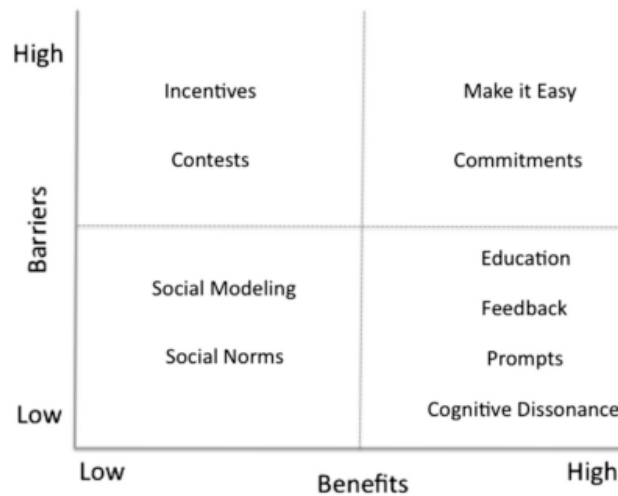 High
Incentives
Make it Easy
Contests
Commitments
Barriers
Education
Social Modeling
Feedback
Social Norms
Prompts
Low
Cognitive Dissonance
Low
Benefits
High